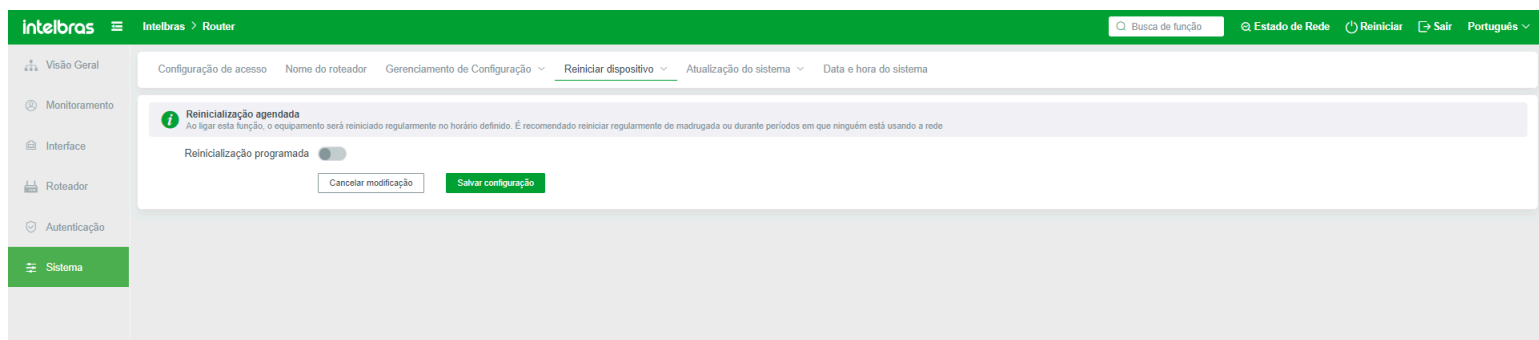 intelbras
Intelbras > Router
Busca de função
Estado de Rede
Reiniciar
Sair
Português
Visão Geral
Monitoramento
Interface
Roteador
Autenticação
Sistema
Configuração de acesso
Nome do roteador
Gerenciamento de Configuração
Reiniciar dispositivo
Atualização do sistema
Data e hora do sistema
Reinicialização agendada
Ao ligar esta função, o equipamento será reiniciado regularmente no horário definido. É recomendado reiniciar regularmente de madrugada ou durante períodos em que ninguém está usando a rede
Reinicialização programada
Cancelar modificação
Salvar configuração